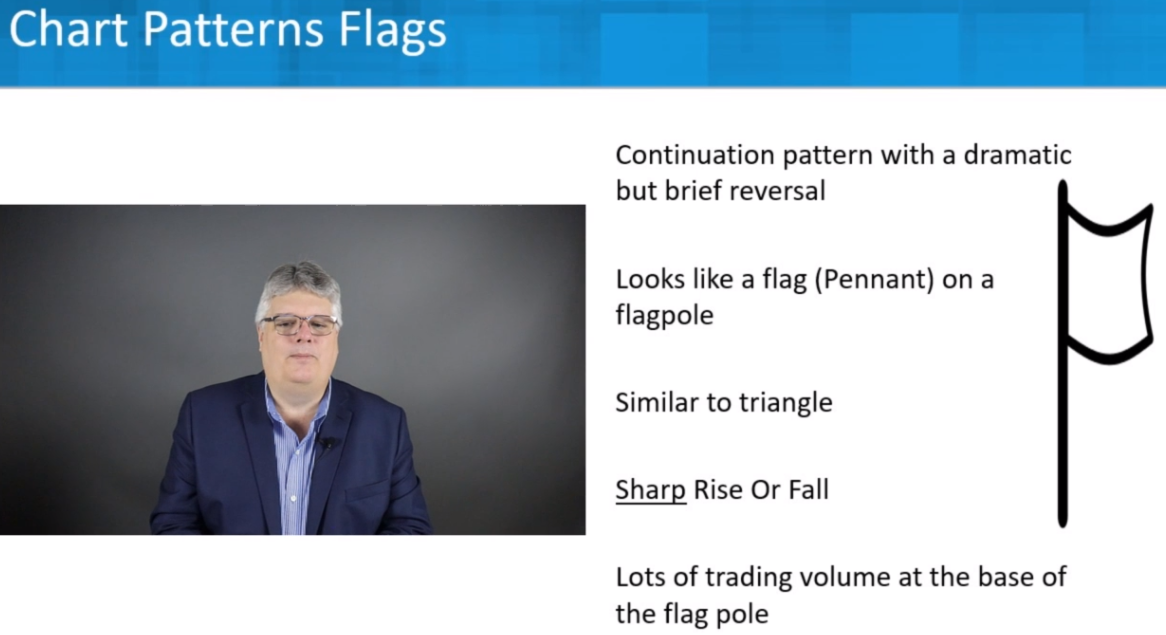 Chart Patterns Flags
Continuation pattern with a dramatic
but brief reversal
Looks like a flag (Pennant) on a
flagpole
Similar to triangle
Sharp Rise Or Fall
Lots of trading volume at the base of
the flag pole